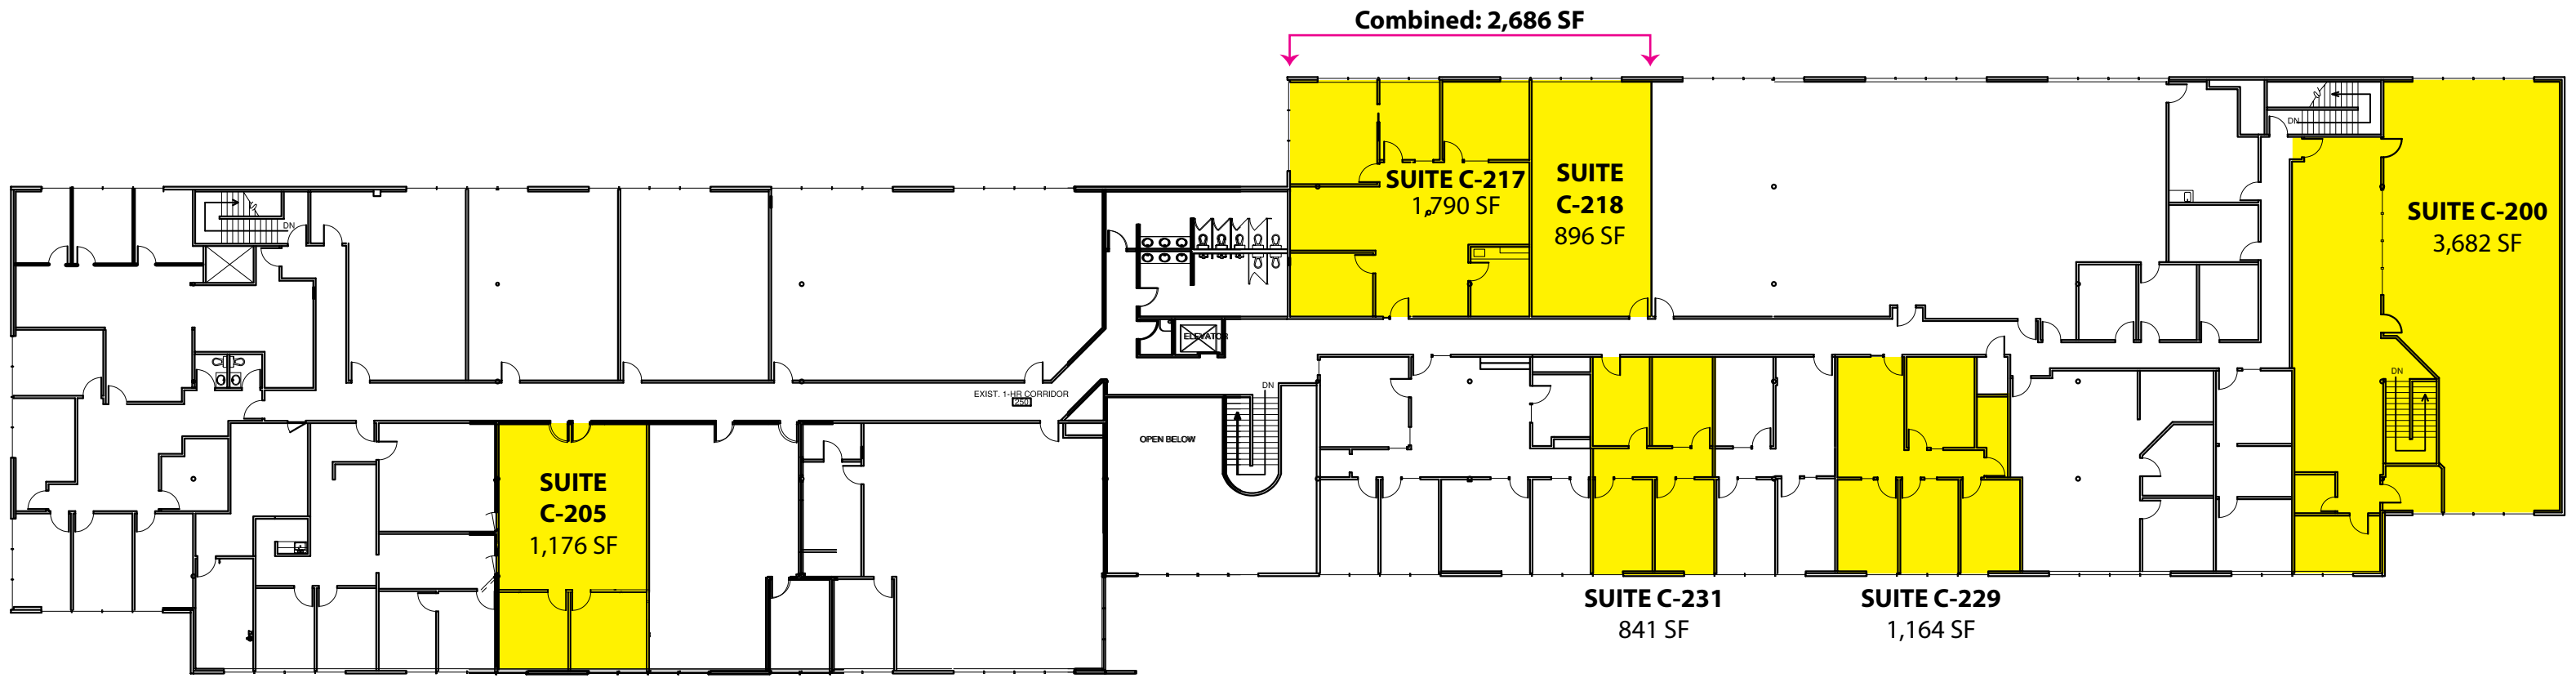 Combined: 2,686 SF
SUITE C-217
1,790 SF
SUITE
C-218
896 SF
SUITE C-200
3,682 SF
DN
DN
ELEVATOR
EXIST. 1-HR CORRIDOR
250
DN
DN
OPEN BELOW
SUITE
C-205
1,176 SF
SUITE C-231
841 SF
SUITE C-229
1,164 SF